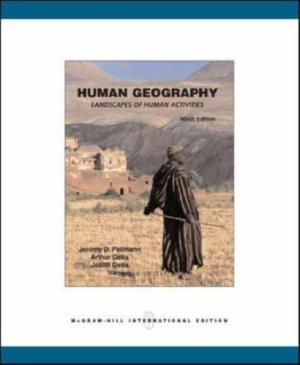 HUMAN GEOGRAPHY
LANDSCAPES OF HUMAN ACTIVITIES
Ninth Edition
Jerome D. Fellmann
Arthur Getis
Judith Getis
McGRAW-HILL INTERNATIONAL EDITION